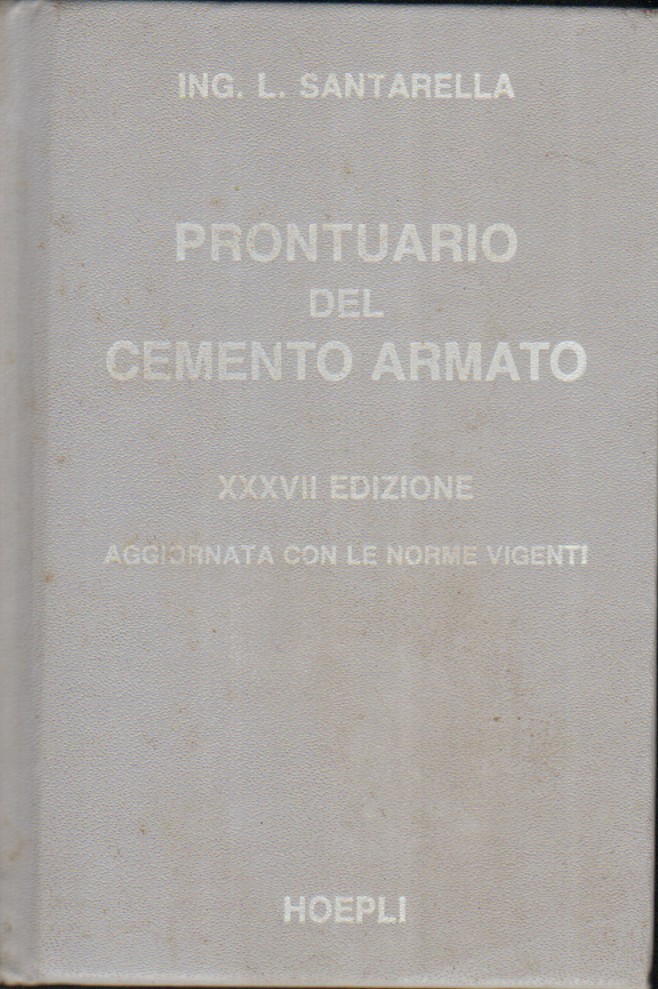 ING. L. SANTARELLA
PRONTUARIO
DEL
CEMENTO ARMATO
XXXVII EDIZIONE
AGGIORNATA CON LE NORME VIGENTI
HOEPLI